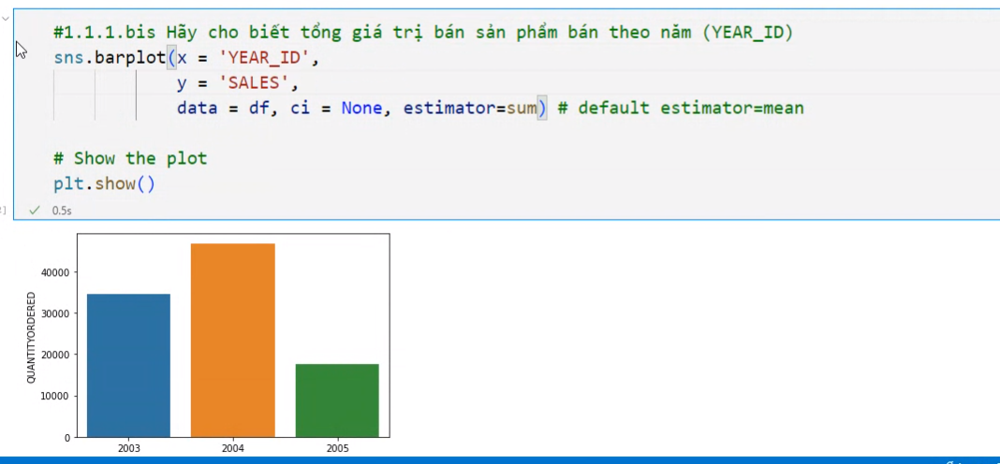 #1.1.1.bis Hãy cho biết tổng giá trị bán sản phẩm bán theo năm (YEAR_ID)
sns.barplot(x = 'YEAR_ID',
y = 'SALES',
data = df, ci = None, estimator=sum) # default estimator=mean
# Show the plot
plt.show()
0.5s
QUANTITYORDERED
40000
30000
20000
10000
0
2003 2004 2005